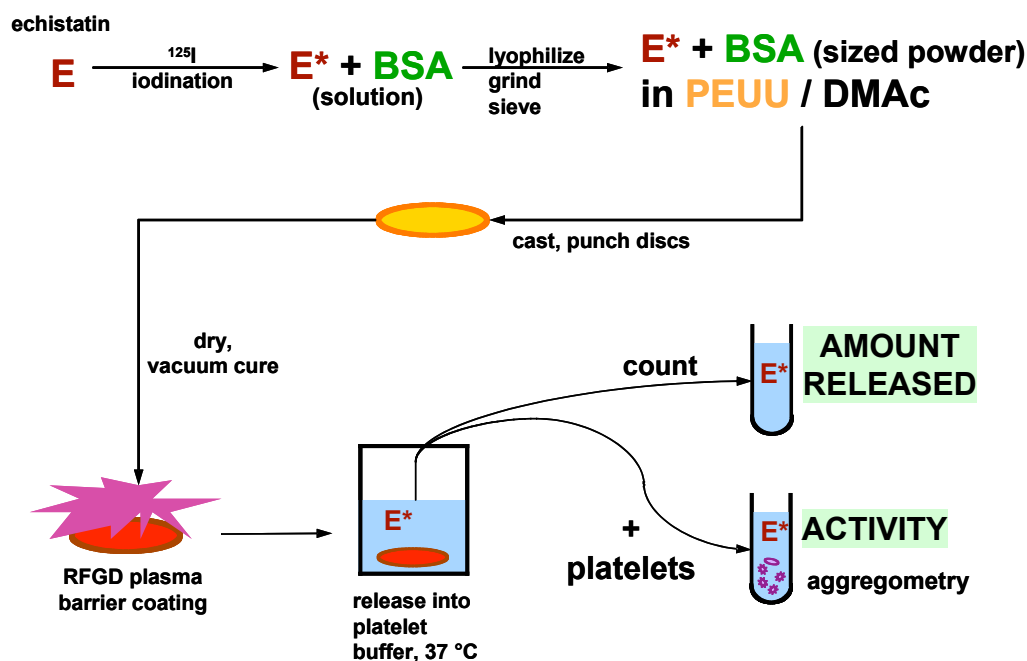 echistatin
E
¹²⁵I
iodination
E* + BSA
(solution)
lyophilize
grind
sieve
E* + BSA (sized powder)
in PEUU / DMAc
cast, punch discs
dry,
vacuum cure
RFGD plasma
barrier coating
E*
release into
platelet
buffer, 37 °C
count
E*
AMOUNT
RELEASED
+
platelets
E*
ACTIVITY
aggregometry